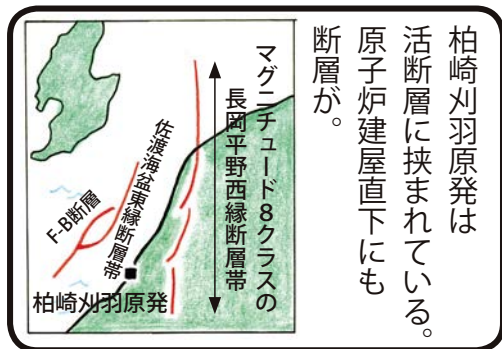 柏崎刈羽原発は
活断層に挟まれている。
原子炉建屋直下にも
断層が。
マグニチュード8クラスの
長岡平野西縁断層帯
佐渡海盆東縁断層帯
F-B断層
柏崎刈羽原発